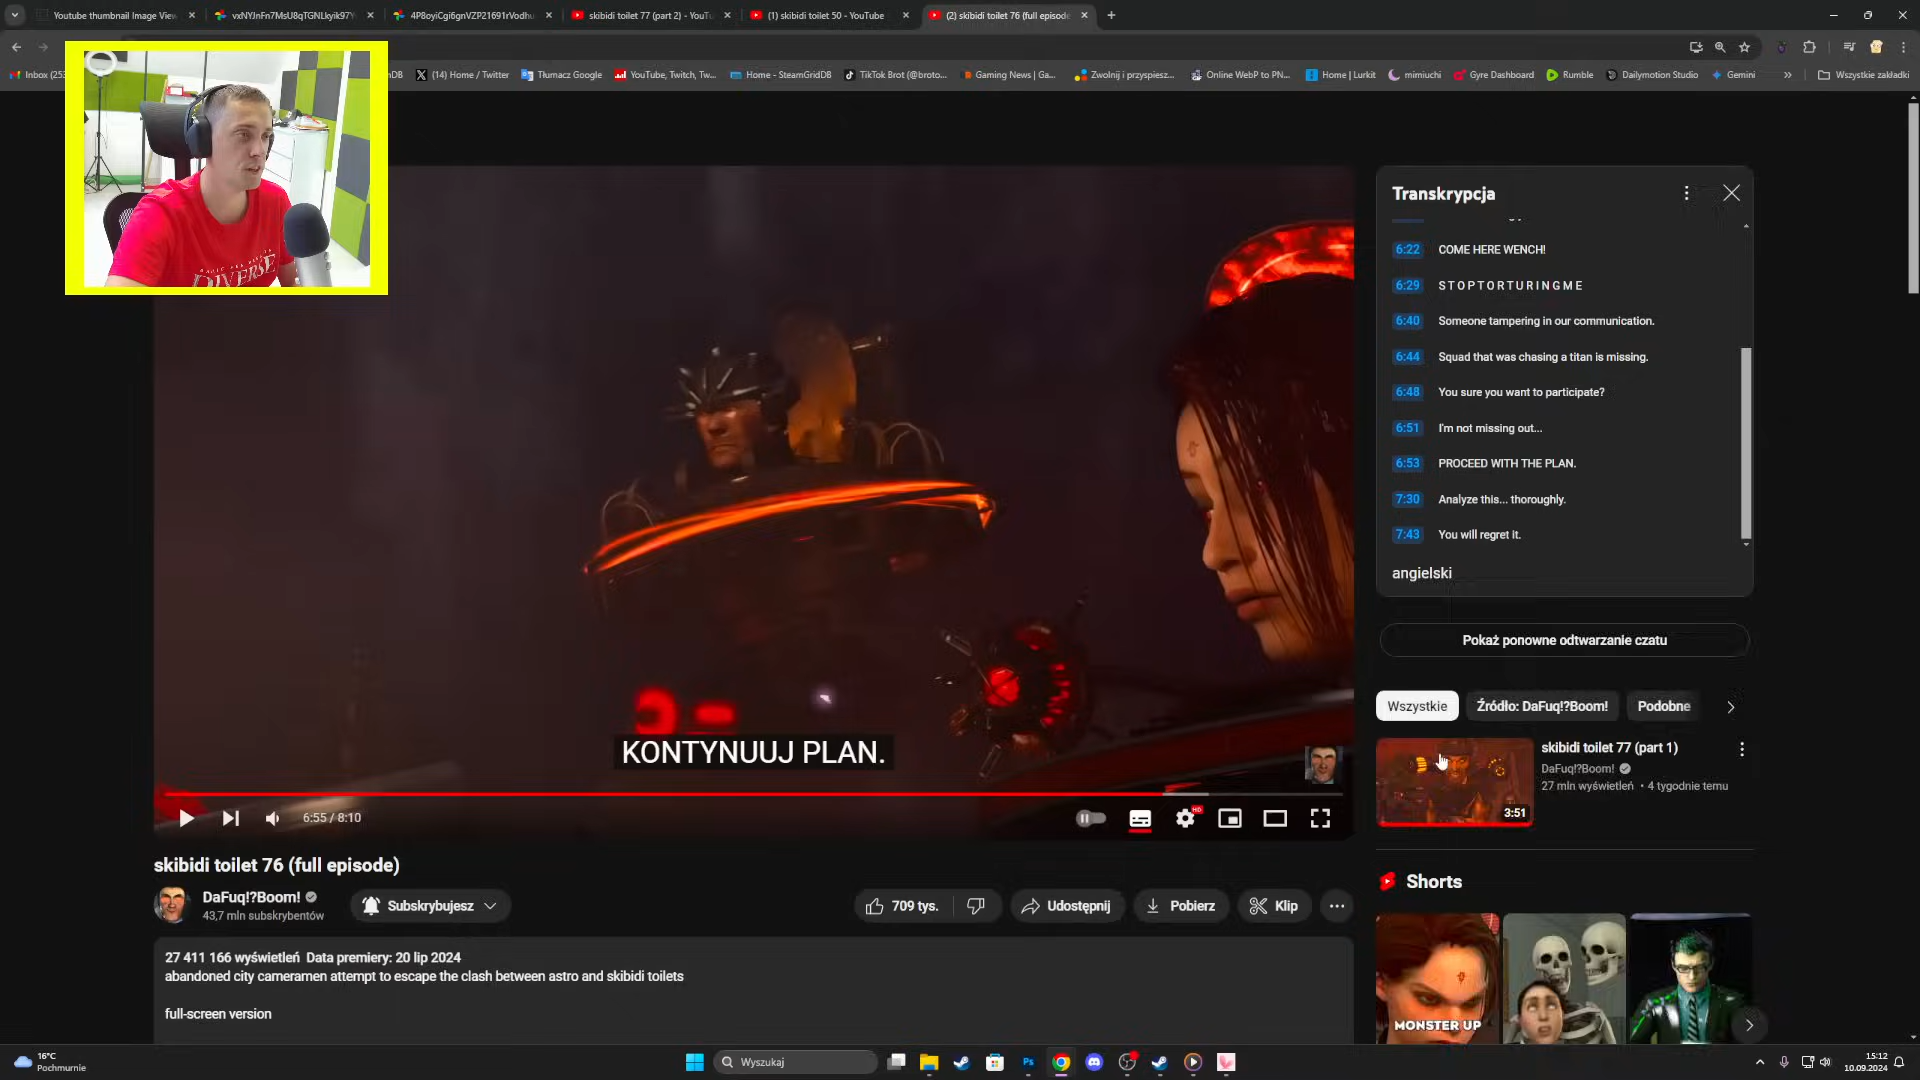 Youtube thumbnail Image View
vxNYJnFn7MsU8qTGNLkyik97Y
4P8oyiCgi6gnVZP21691rVodhu
skibidi toilet 77 (part 2) - YouTu
(1) skibidi toilet 50 - YouTube
(2) skibidi toilet 76 (full episode
Inbox (253
DB
(14) Home / Twitter
Tłumacz Google
YouTube, Twitch, Tw...
Home - SteamGridDB
TikTok Brot (@broto...
Gaming News | Ga...
Zwolnij i przyspiesz...
Online WebP to PN...
Home | Lurkit
mimiuchi
Gyre Dashboard
Rumble
Dailymotion Studio
Gemini
Wszystkie zakładki
DIVERSE
Transkrypcja
6:22 COME HERE WENCH!
6:29 S T O P T O R T U R I N G M E
6:40 Someone tampering in our communication.
6:44 Squad that was chasing a titan is missing.
6:48 You sure you want to participate?
6:51 I'm not missing out...
6:53 PROCEED WITH THE PLAN.
7:30 Analyze this... thoroughly.
7:43 You will regret it.
angielski
Pokaż ponowne odtwarzanie czatu
Wszystkie
Źródło: DaFuq!?Boom!
Podobne
skibidi toilet 77 (part 1)
DaFuq!?Boom!
27 mln wyświetleń • 4 tygodnie temu
3:51
Shorts
MONSTER UP
KONTYNUUJ PLAN.
6:55 / 8:10
HD
skibidi toilet 76 (full episode)
DaFuq!?Boom!
43,7 mln subskrybentów
Subskrybujesz
709 tys.
Udostępnij
Pobierz
Klip
27 411 166 wyświetleń Data premiery: 20 lip 2024
abandoned city cameramen attempt to escape the clash between astro and skibidi toilets
full-screen version
16°C
Pochmurnie
Wyszukaj
Ps
15:12
10.09.2024